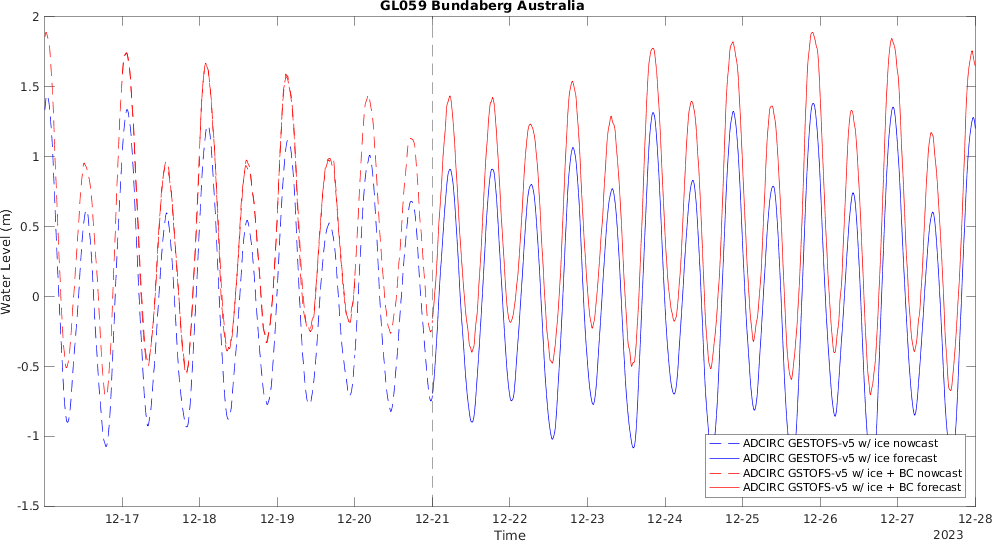 GL059 Bundaberg Australia
2
1.5
1
0.5
0
-0.5
-1
-1.5
Water Level (m)
12-17 12-18 12-19 12-20 12-21 12-22 12-23 12-24 12-25 12-26 12-27 12-28
Time
2023
ADCIRC GESTOFS-v5 w/ ice nowcast
ADCIRC GESTOFS-v5 w/ ice forecast
ADCIRC GSTOFS-v5 w/ ice + BC nowcast
ADCIRC GSTOFS-v5 w/ ice + BC forecast